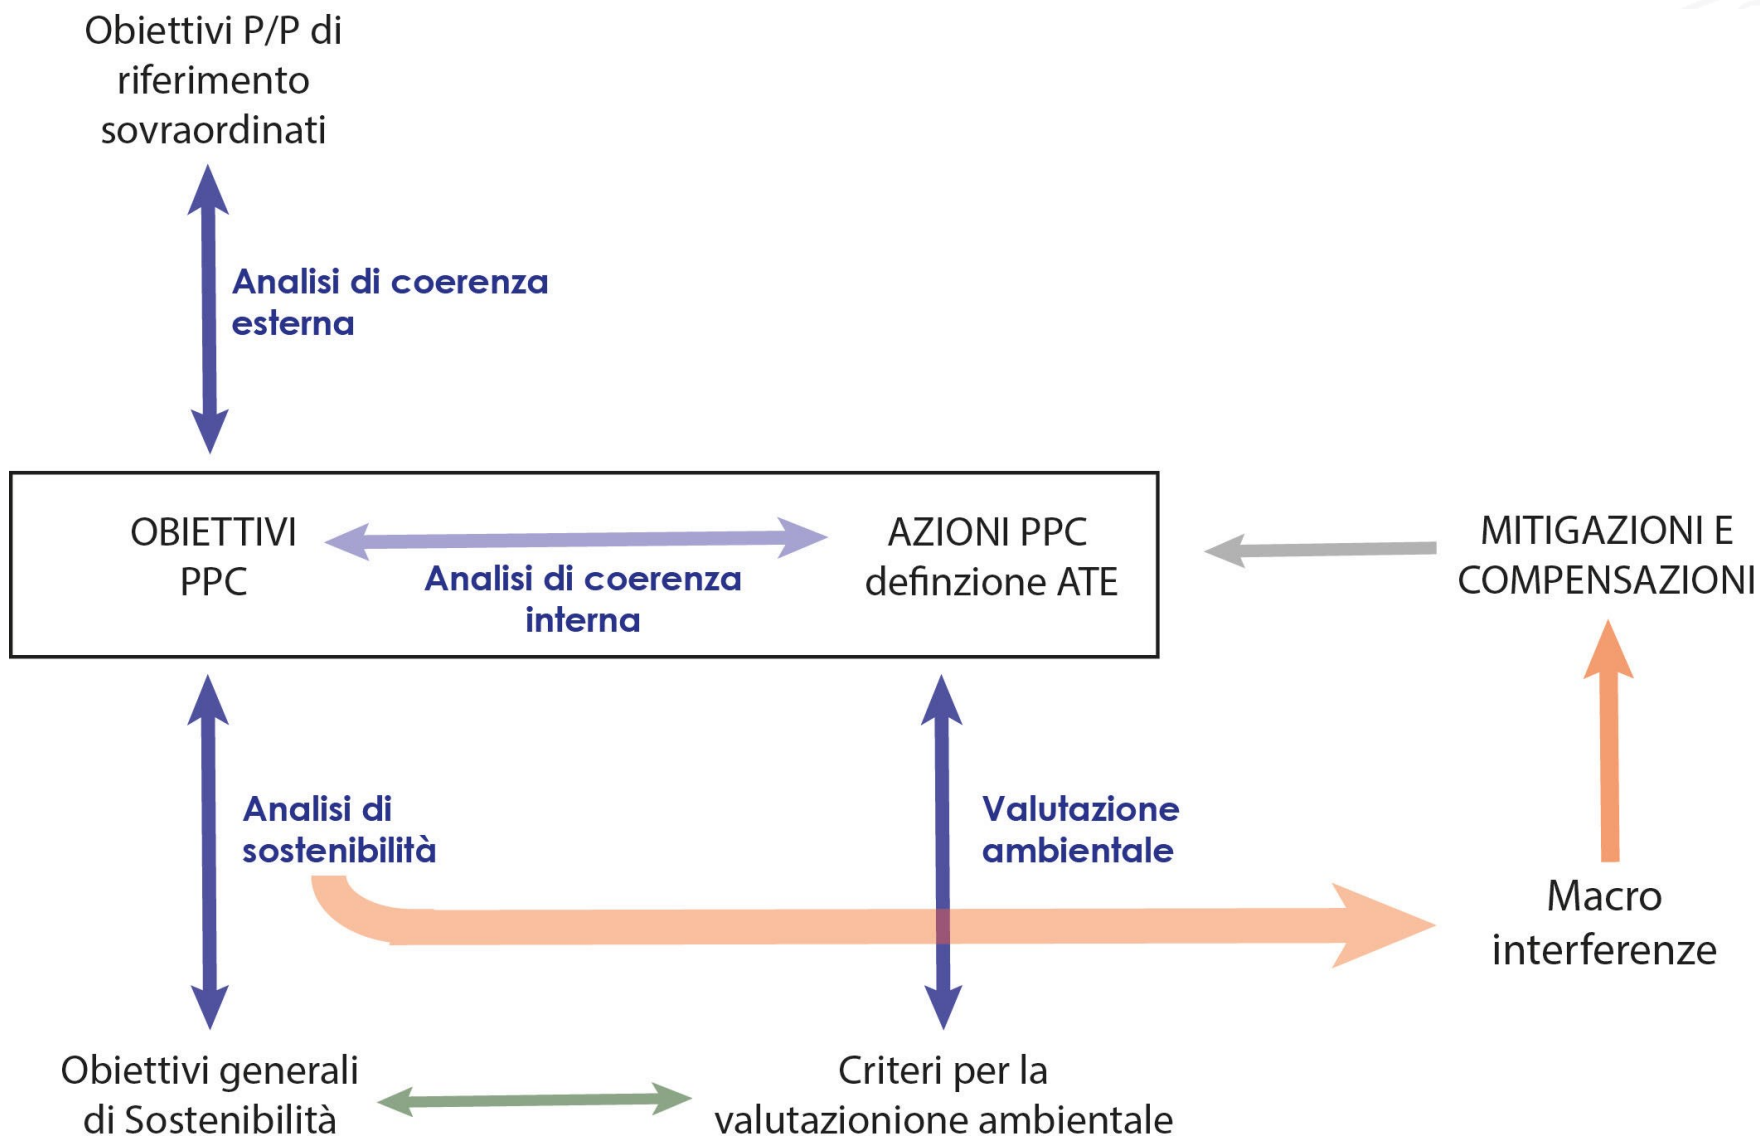 Obiettivi P/P di
riferimento
sovraordinati
Analisi di coerenza
esterna
OBIETTIVI
PPC
Analisi di coerenza
interna
AZIONI PPC
definzione ATE
MITIGAZIONI E
COMPENSAZIONI
Analisi di
sostenibilità
Valutazione
ambientale
Macro
interferenze
Obiettivi generali
di Sostenibilità
Criteri per la
valutazionione ambientale